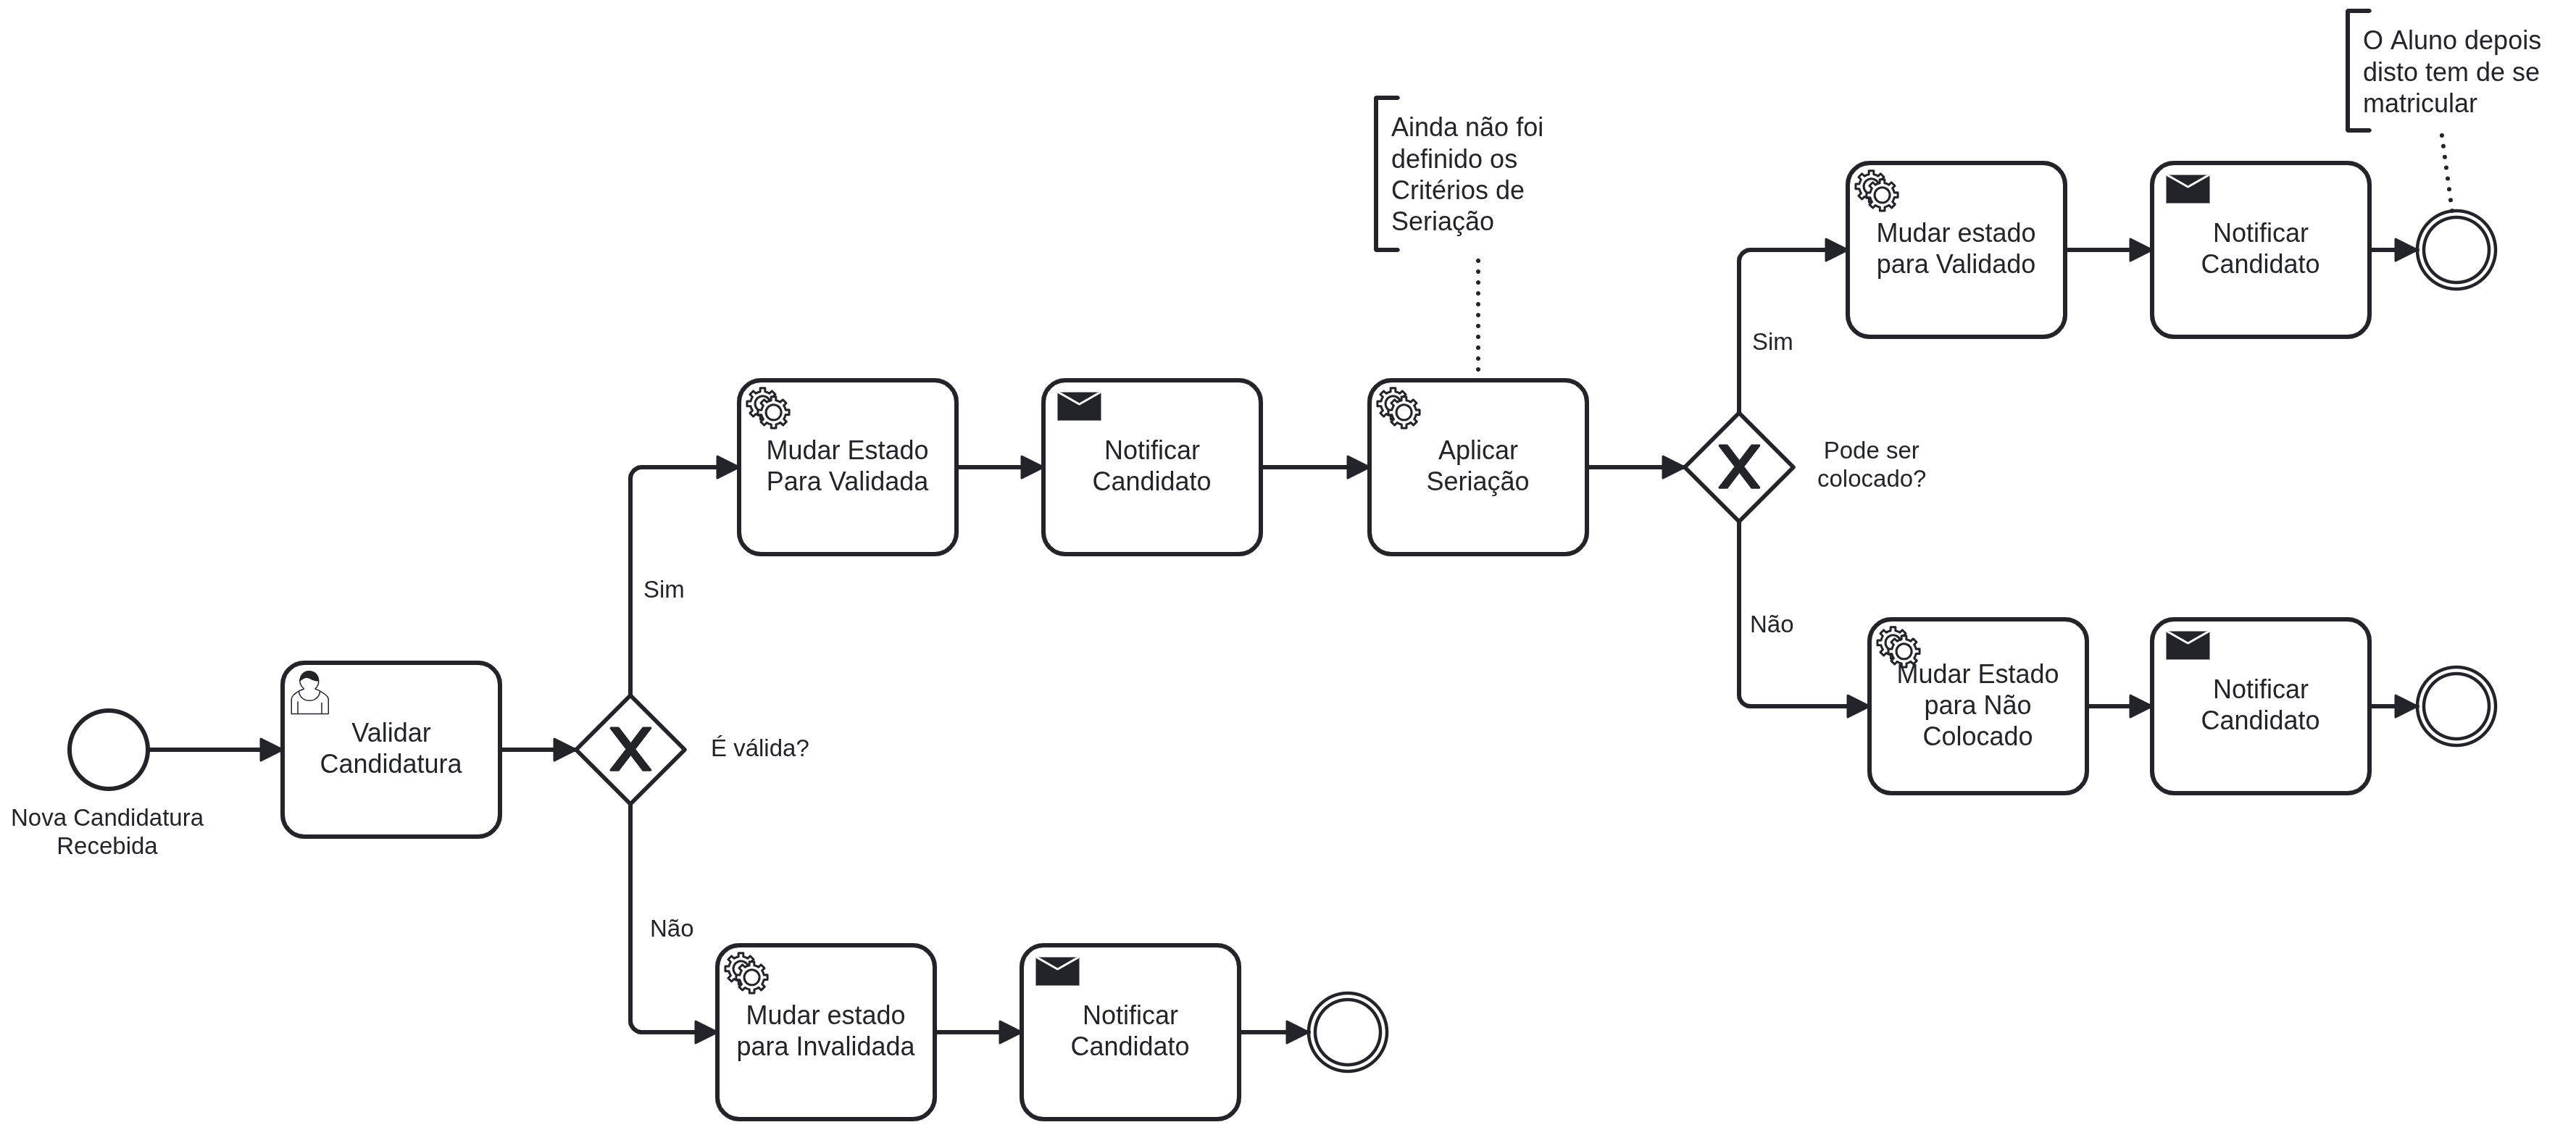 O Aluno depois
disto tem de se
matricular
Ainda não foi
definido os
Critérios de
Seriação
Mudar estado
para Validado
Notificar
Candidato
Sim
Mudar Estado
Para Validada
Notificar
Candidato
Aplicar
Seriação
Pode ser
colocado?
Sim
Não
Mudar Estado
para Não
Colocado
Notificar
Candidato
Validar
Candidatura
É válida?
Nova Candidatura
Recebida
Não
Mudar estado
para Invalidada
Notificar
Candidato